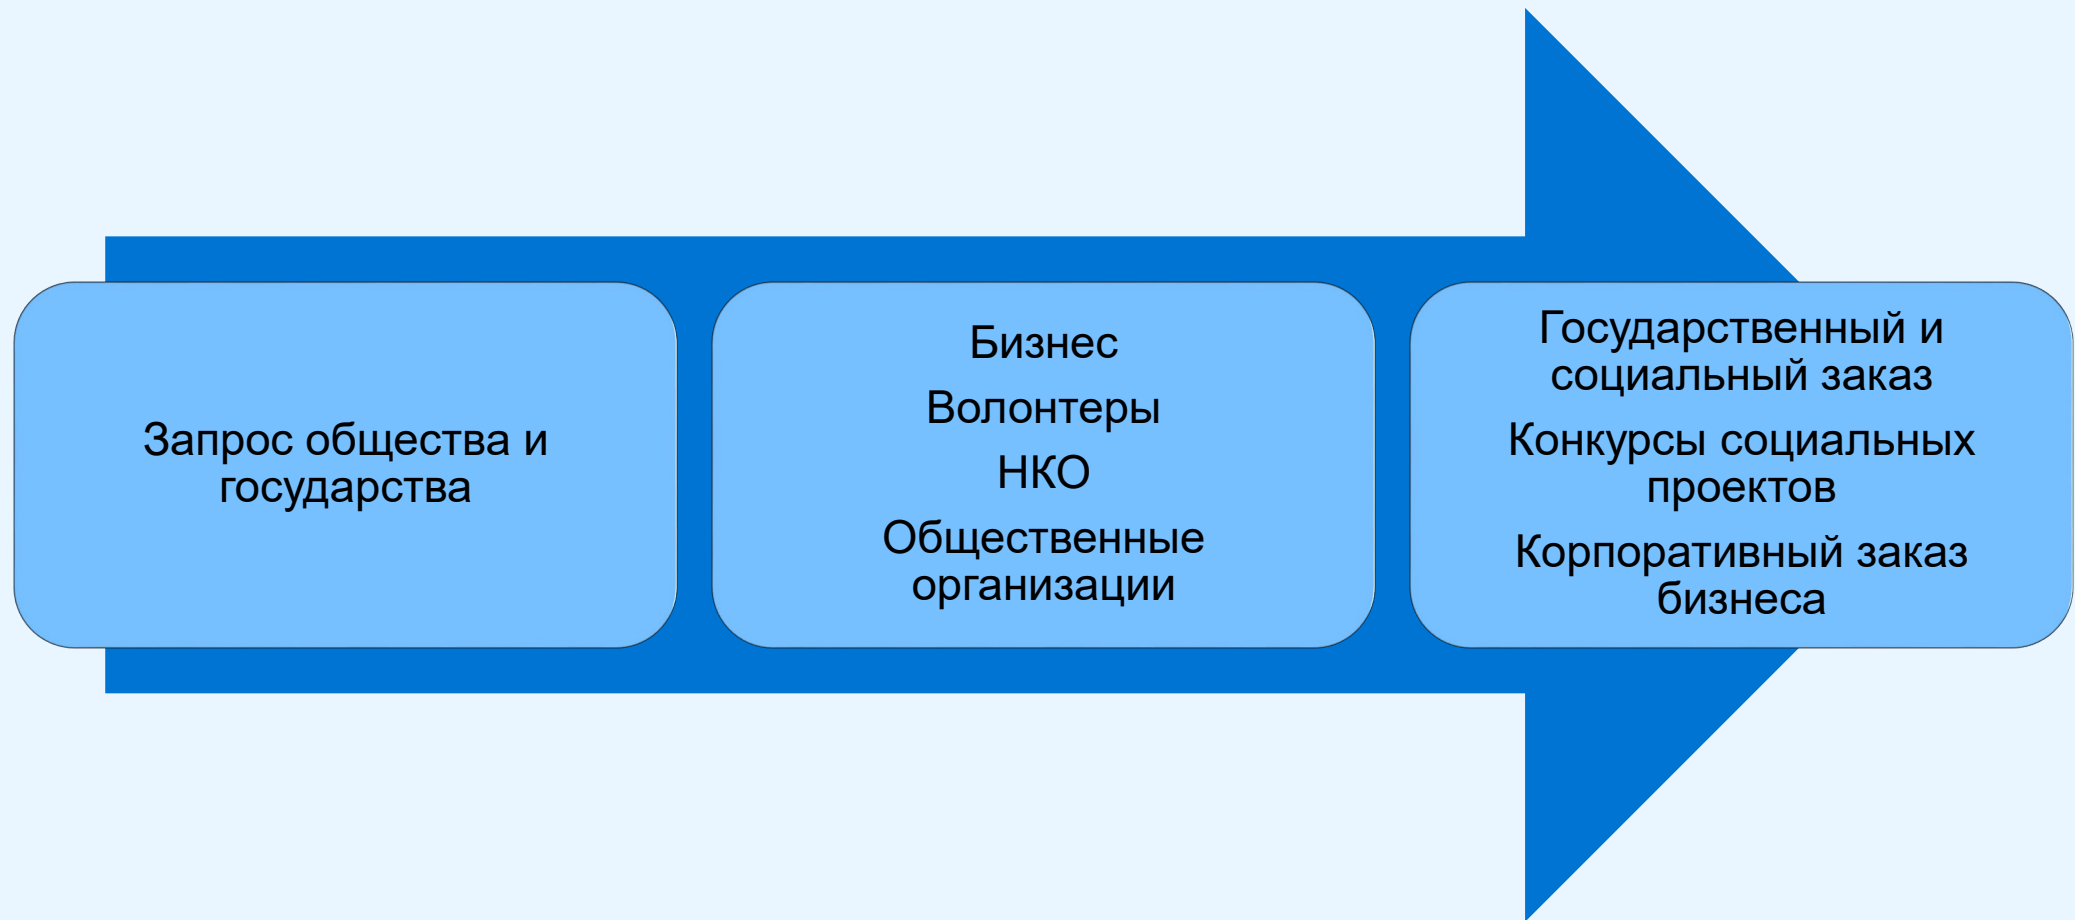 Запрос общества и
государства
Бизнес
Волонтеры
НКО
Общественные
организации
Государственный и
социальный заказ
Конкурсы социальных
проектов
Корпоративный заказ
бизнеса